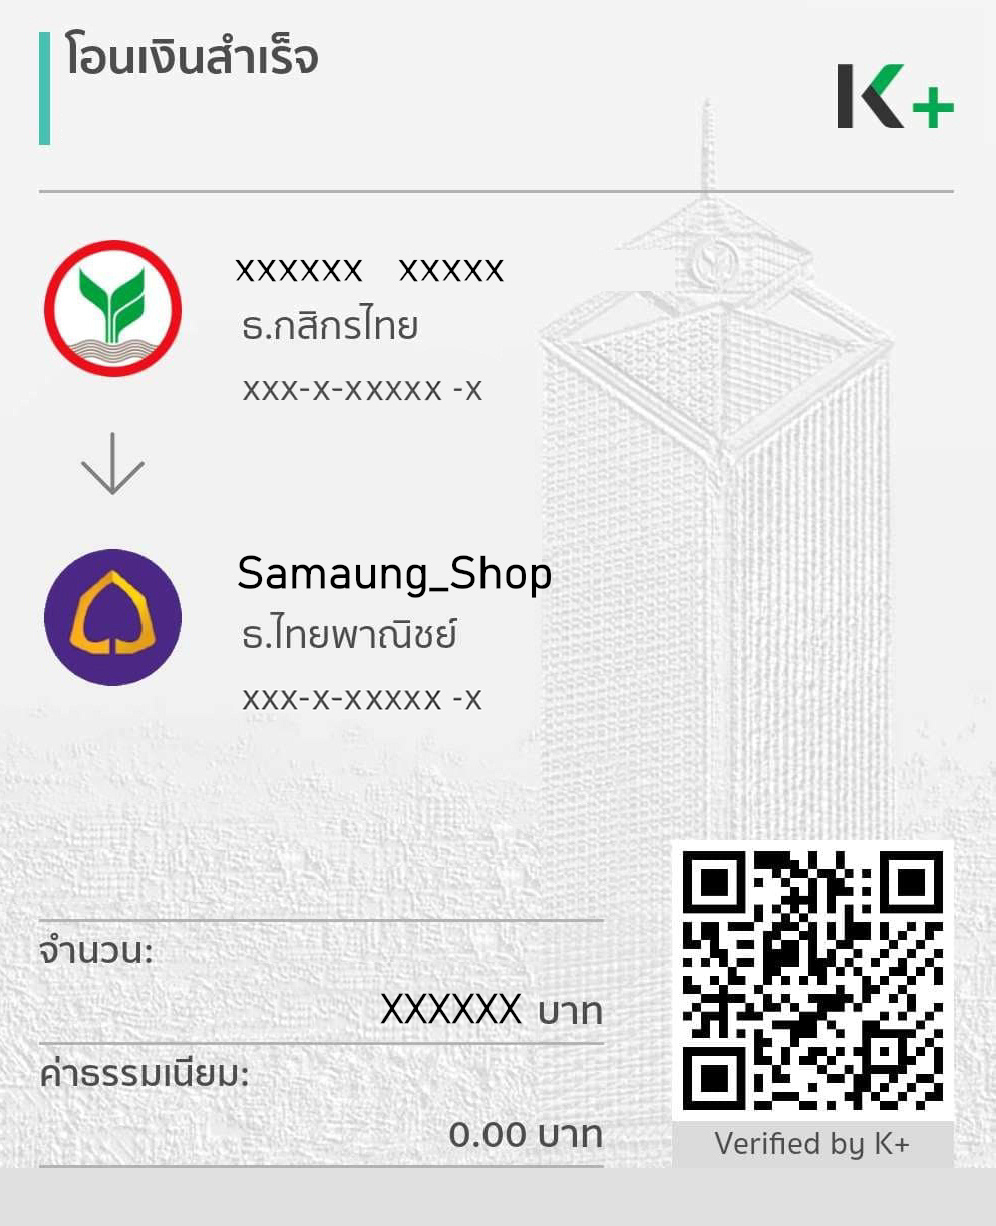 โอนเงินสำเร็จ
K+
xxxxxx xxxxx
ธ.กสิกรไทย
xxx-x-xxxxx -x
Samaung_Shop
ธ.ไทยพาณิชย์
xxx-x-xxxxx -x
จำนวน:
XXXXXX บาท
ค่าธรรมเนียม:
0.00 บาท
Verified by K+